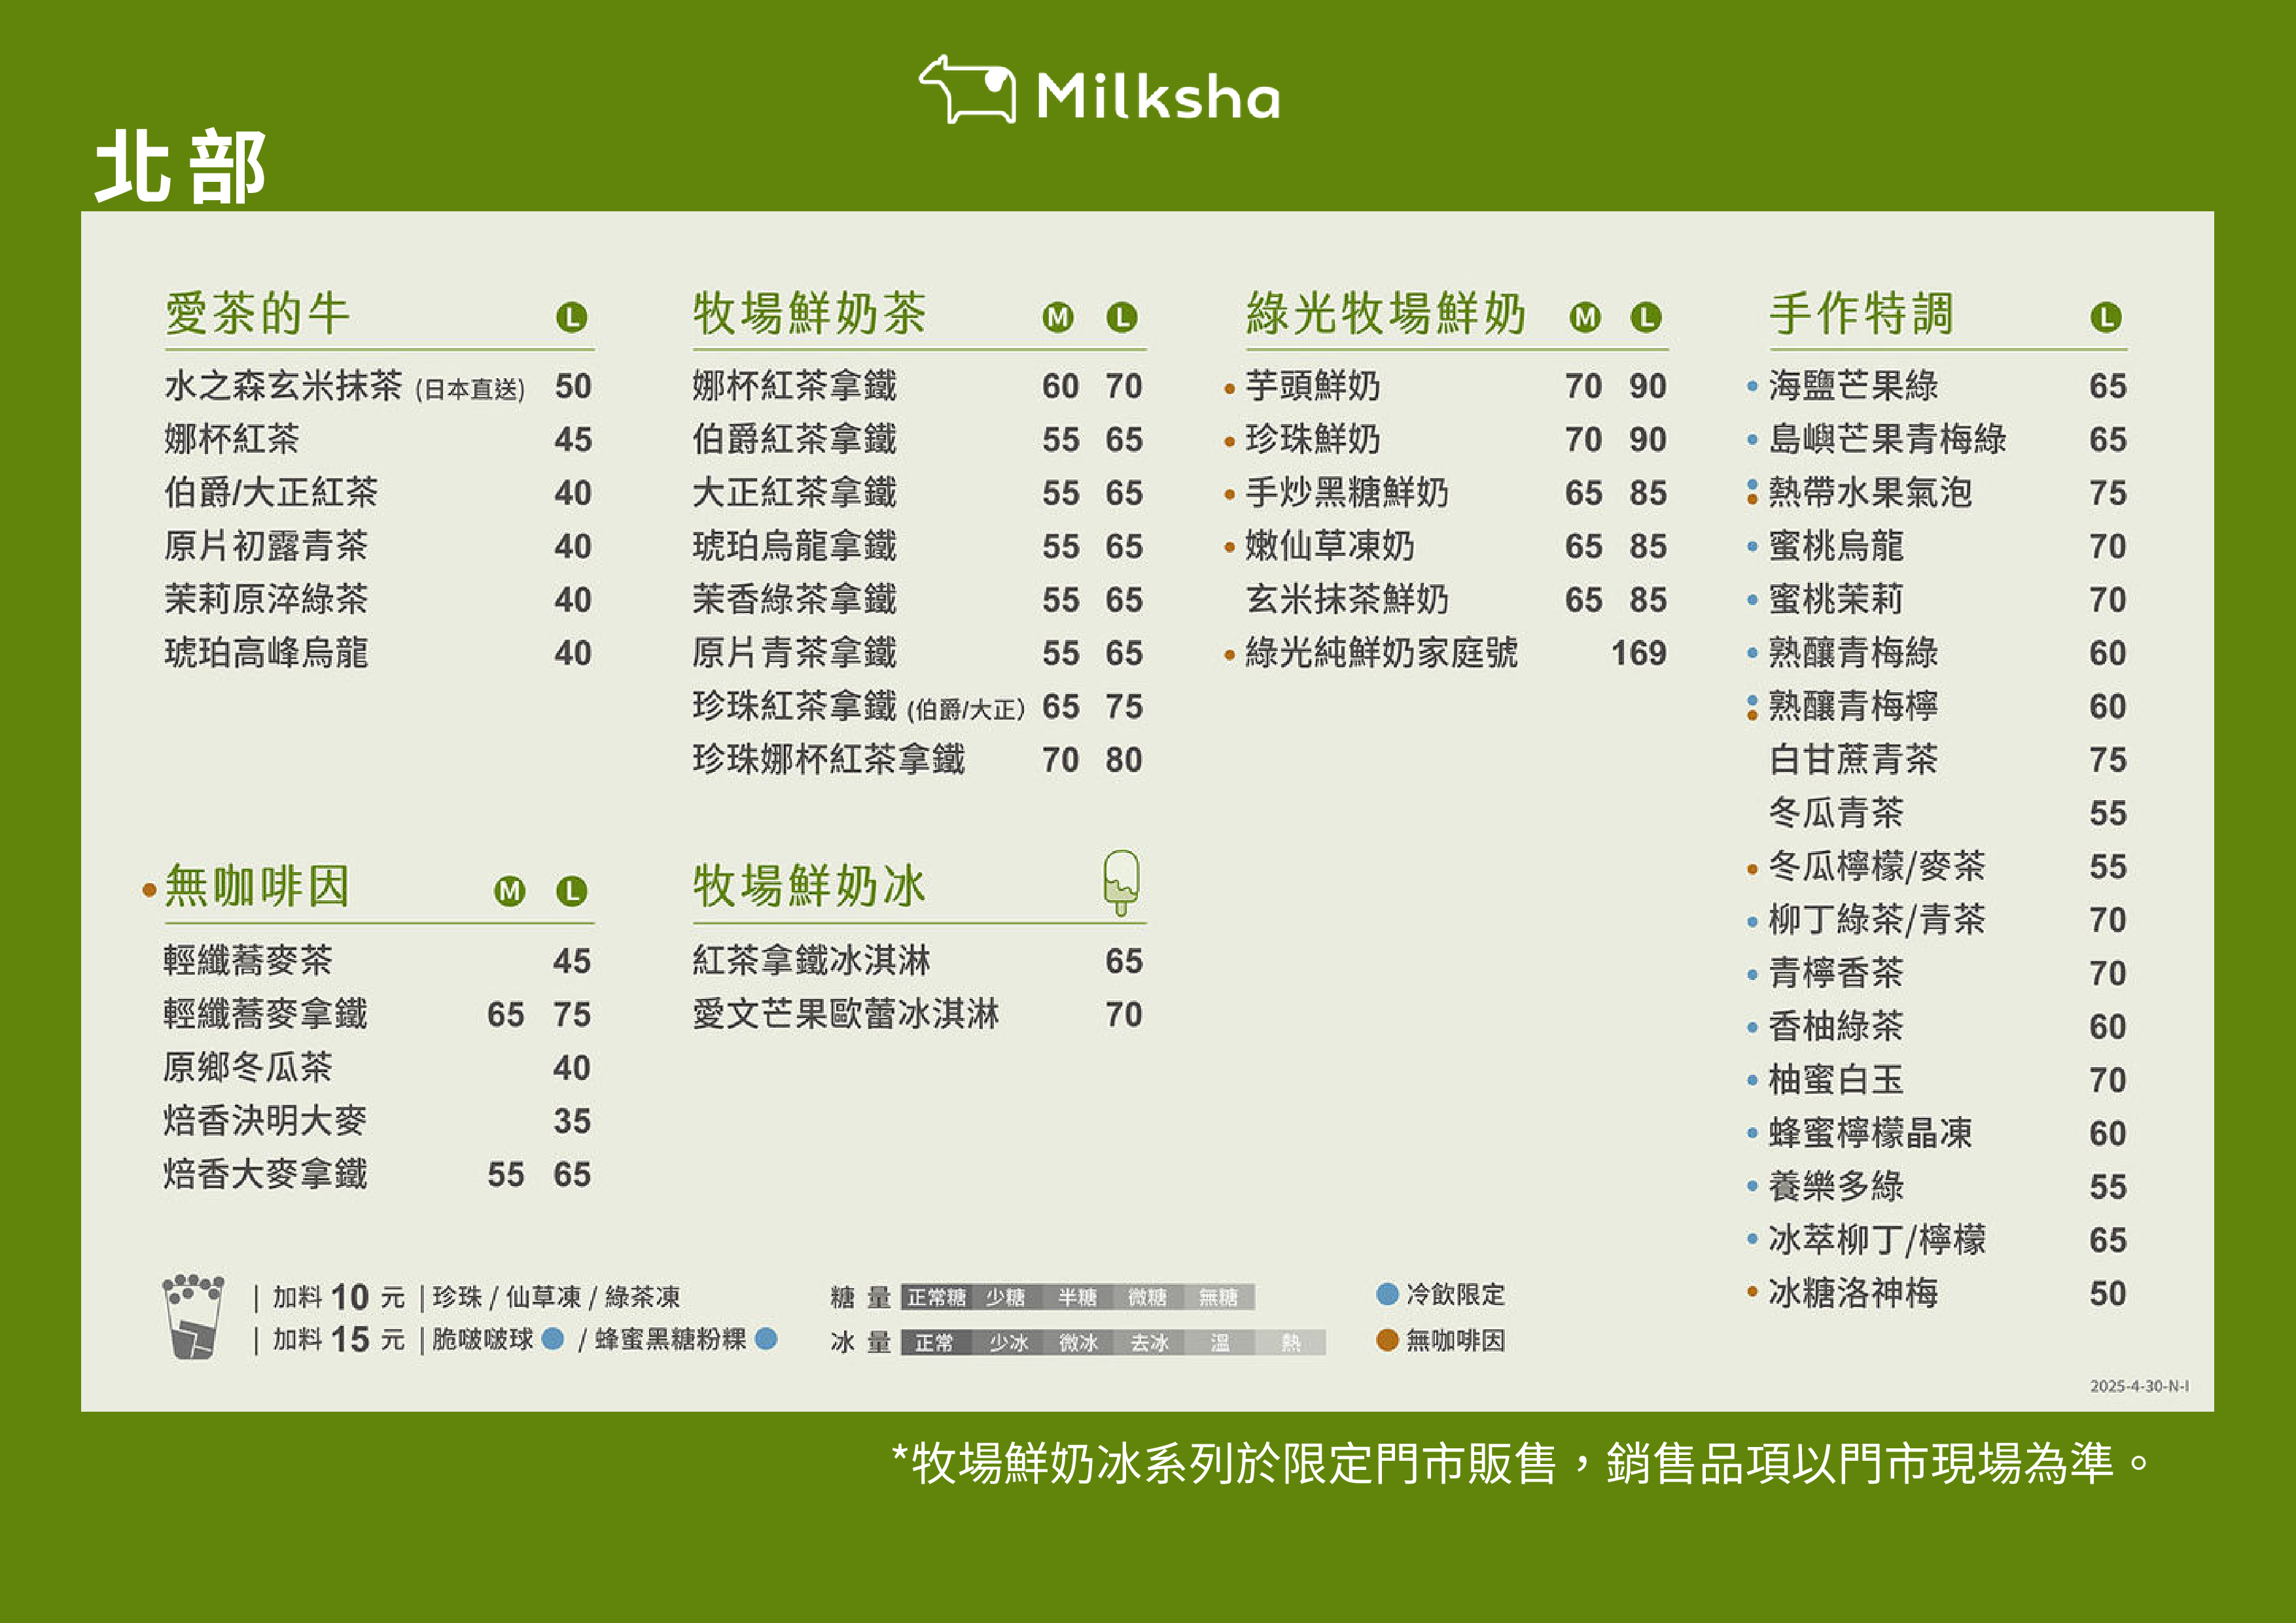 Milksha
北部
愛茶的牛 L
水之森玄米抹茶 (日本直送) 50
娜杯紅茶 45
伯爵/大正紅茶 40
原片初露青茶 40
茉莉原淬綠茶 40
琥珀高峰烏龍 40
•無咖啡因 M L
輕纖蕎麥茶 45
輕纖蕎麥拿鐵 65 75
原鄉冬瓜茶 40
焙香決明大麥 35
焙香大麥拿鐵 55 65
牧場鮮奶茶 M L
娜杯紅茶拿鐵 60 70
伯爵紅茶拿鐵 55 65
大正紅茶拿鐵 55 65
琥珀烏龍拿鐵 55 65
茉香綠茶拿鐵 55 65
原片青茶拿鐵 55 65
珍珠紅茶拿鐵 (伯爵/大正) 65 75
珍珠娜杯紅茶拿鐵 70 80
牧場鮮奶冰
紅茶拿鐵冰淇淋 65
愛文芒果歐蕾冰淇淋 70
綠光牧場鮮奶 M L
•芋頭鮮奶 70 90
•珍珠鮮奶 70 90
•手炒黑糖鮮奶 65 85
•嫩仙草凍奶 65 85
玄米抹茶鮮奶 65 85
•綠光純鮮奶家庭號 169
手作特調 L
•海鹽芒果綠 65
•島嶼芒果青梅綠 65
•熱帶水果氣泡 75
•蜜桃烏龍 70
•蜜桃茉莉 70
•熟釀青梅綠 60
•熟釀青梅檸 60
白甘蔗青茶 75
冬瓜青茶 55
•冬瓜檸檬/麥茶 55
•柳丁綠茶/青茶 70
•青檸香茶 70
•香柚綠茶 60
•柚蜜白玉 70
•蜂蜜檸檬晶凍 60
•養樂多綠 55
•冰萃柳丁/檸檬 65
•冰糖洛神梅 50
| 加料 10 元 | 珍珠 / 仙草凍 / 綠茶凍
| 加料 15 元 | 脆啵啵球 / 蜂蜜黑糖粉粿
糖量 正常糖 少糖 半糖 微糖 無糖
冰量 正常 少冰 微冰 去冰 溫 熱
冷飲限定
無咖啡因
2025-4-30-N-I
*牧場鮮奶冰系列於限定門市販售，銷售品項以門市現場為準。